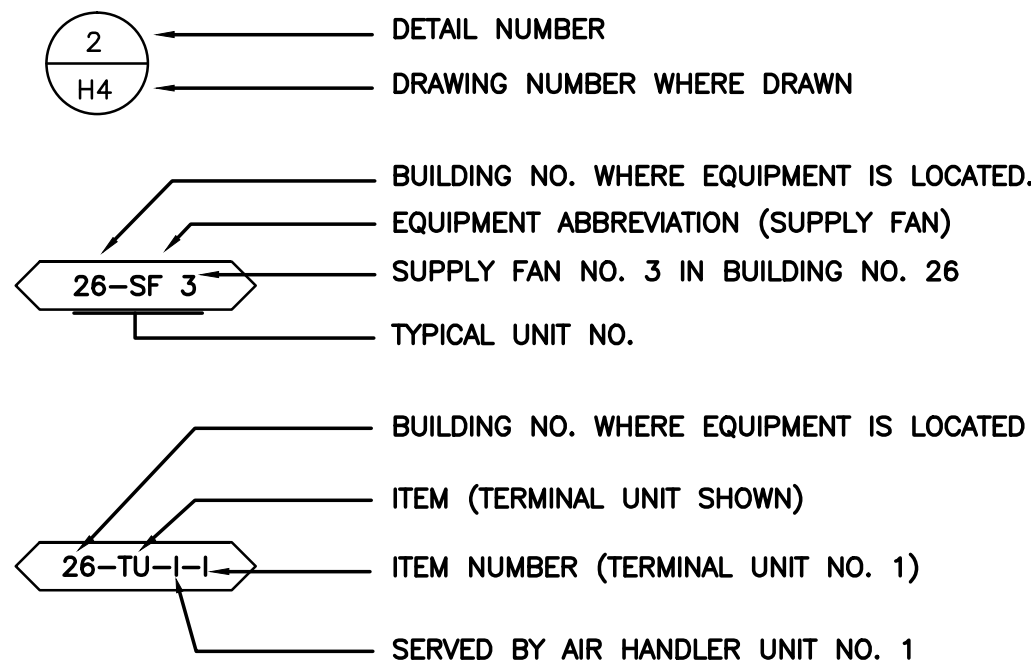 2
DETAIL NUMBER
H4
DRAWING NUMBER WHERE DRAWN
BUILDING NO. WHERE EQUIPMENT IS LOCATED.
EQUIPMENT ABBREVIATION (SUPPLY FAN)
26-SF 3
SUPPLY FAN NO. 3 IN BUILDING NO. 26
TYPICAL UNIT NO.
BUILDING NO. WHERE EQUIPMENT IS LOCATED
ITEM (TERMINAL UNIT SHOWN)
26-TU-1-1
ITEM NUMBER (TERMINAL UNIT NO. 1)
SERVED BY AIR HANDLER UNIT NO. 1